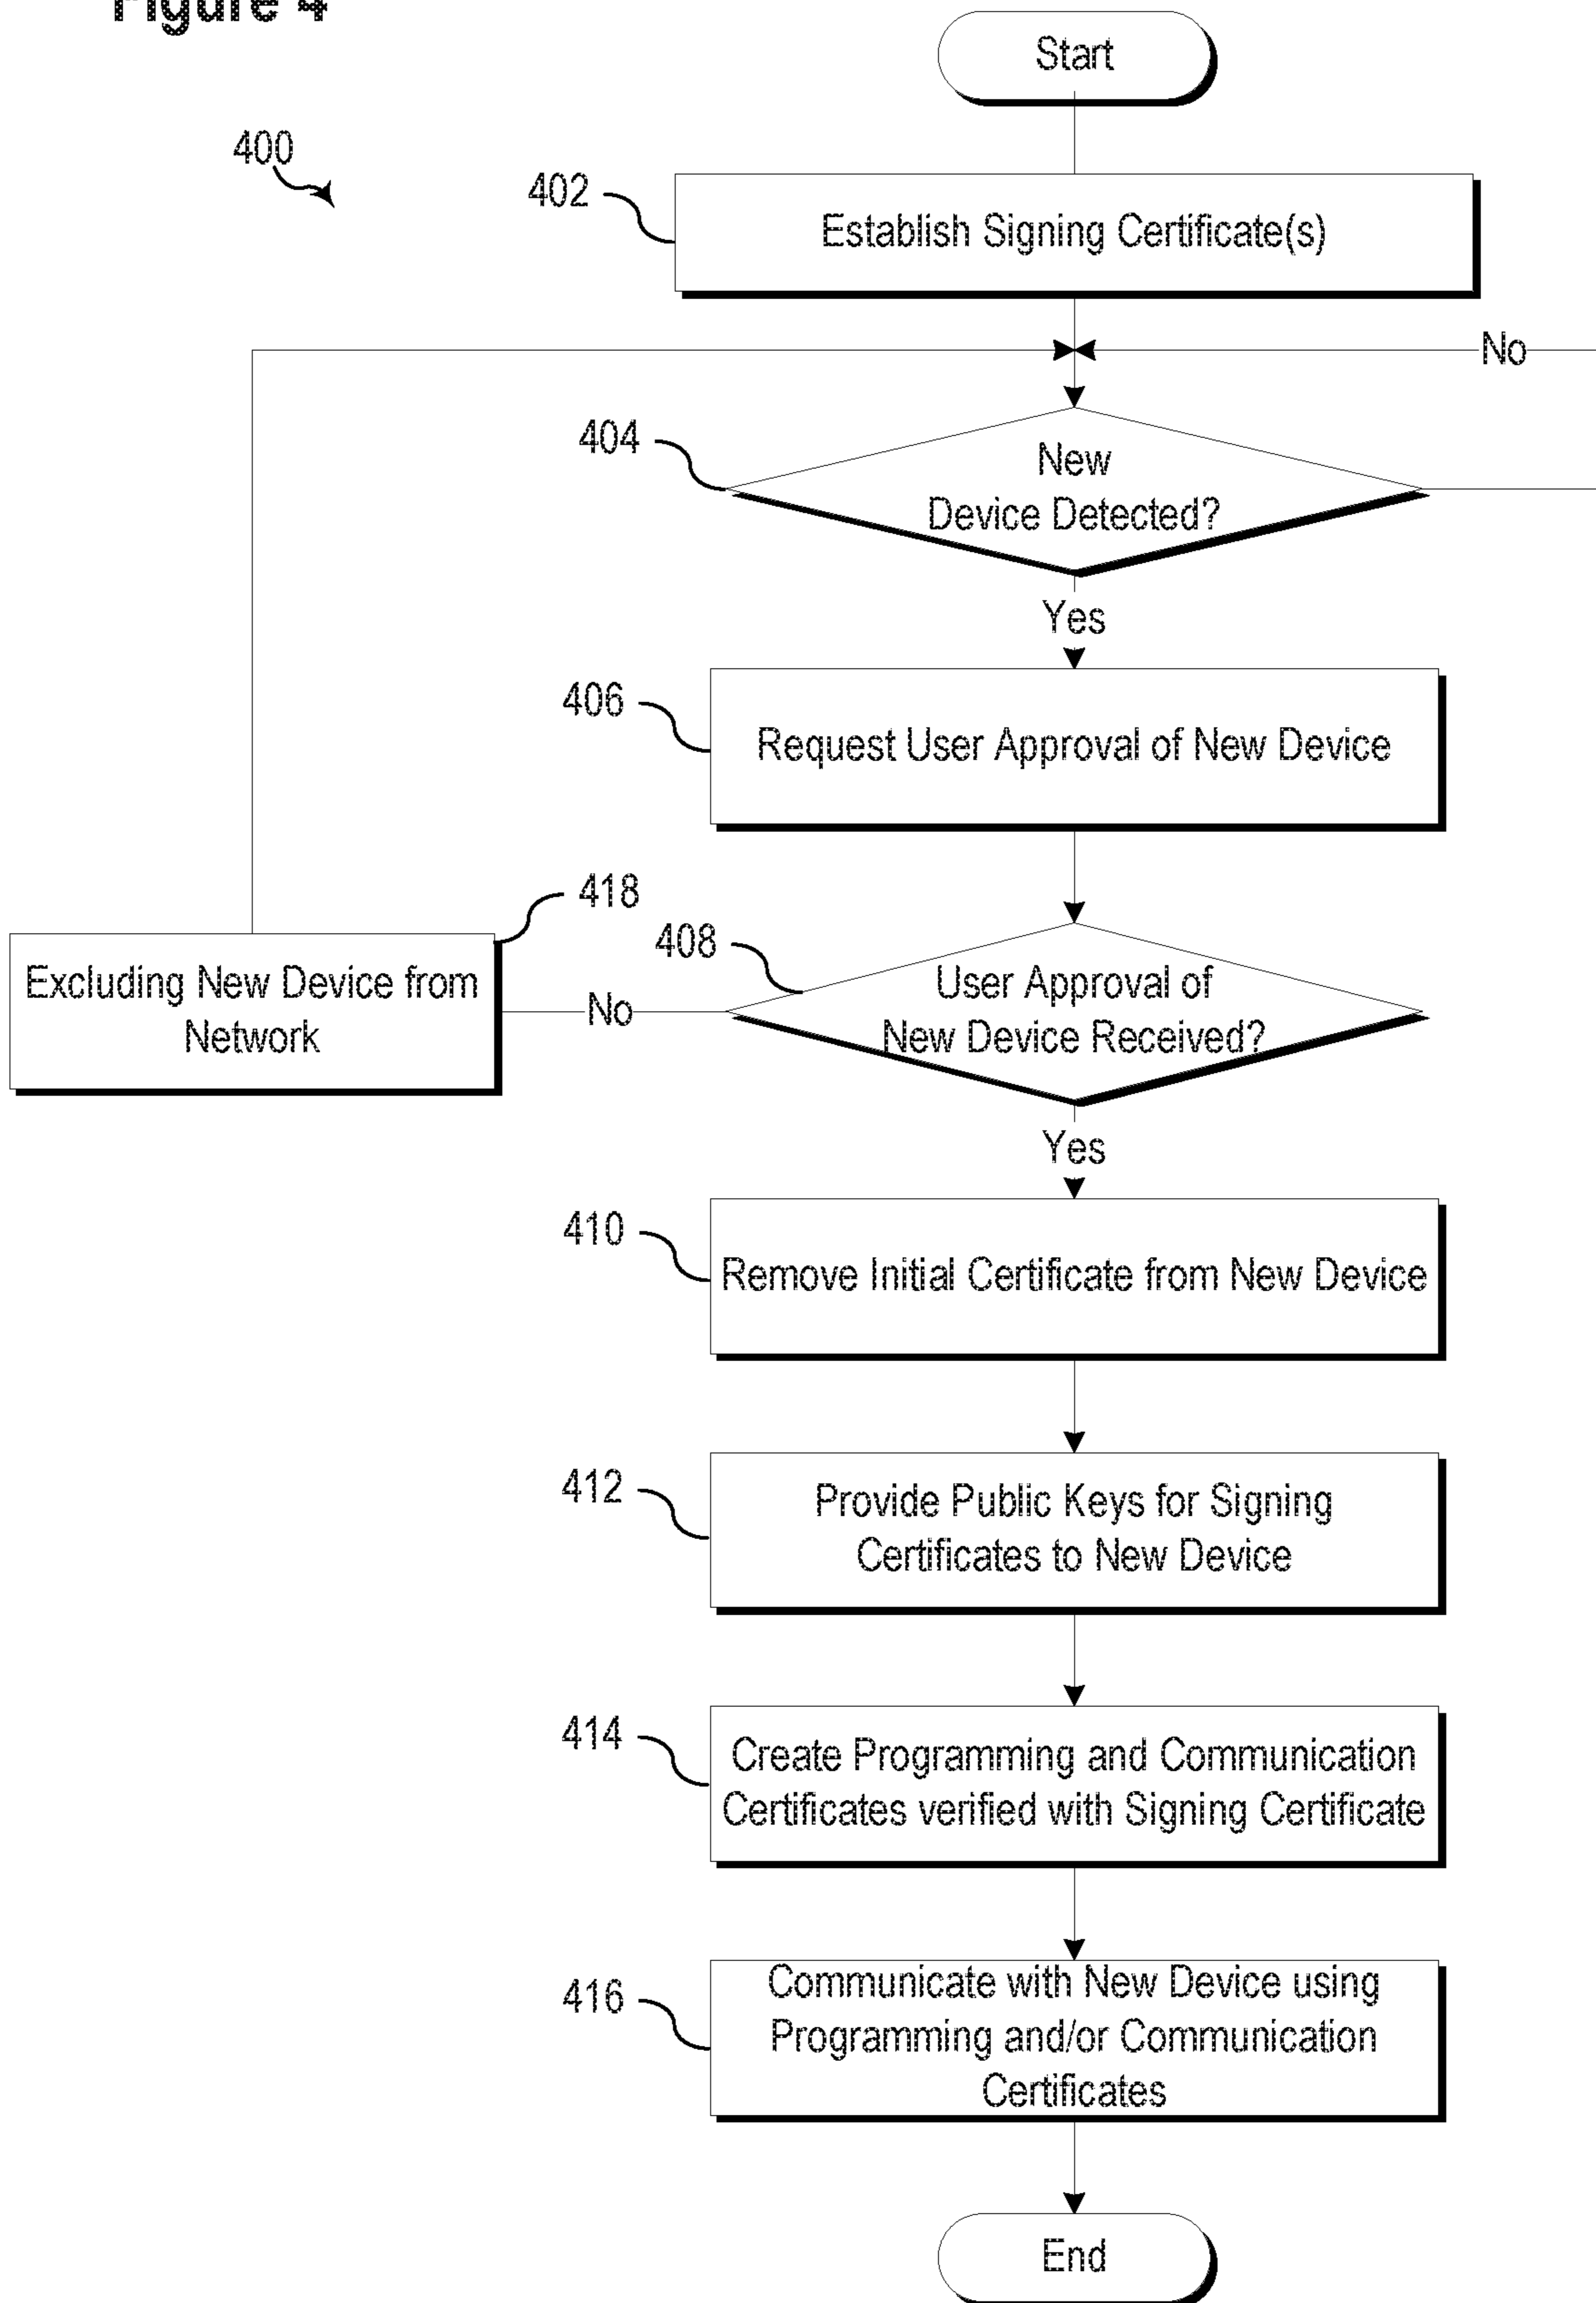 Figure 4
Start
400
402
Establish Signing Certificate(s)
No
404
New
Device Detected?
Yes
406
Request User Approval of New Device
418
408
Excluding New Device from
Network
No
User Approval of
New Device Received?
Yes
410
Remove Initial Certificate from New Device
412
Provide Public Keys for Signing
Certificates to New Device
414
Create Programming and Communication
Certificates verified with Signing Certificate
416
Communicate with New Device using
Programming and/or Communication
Certificates
End